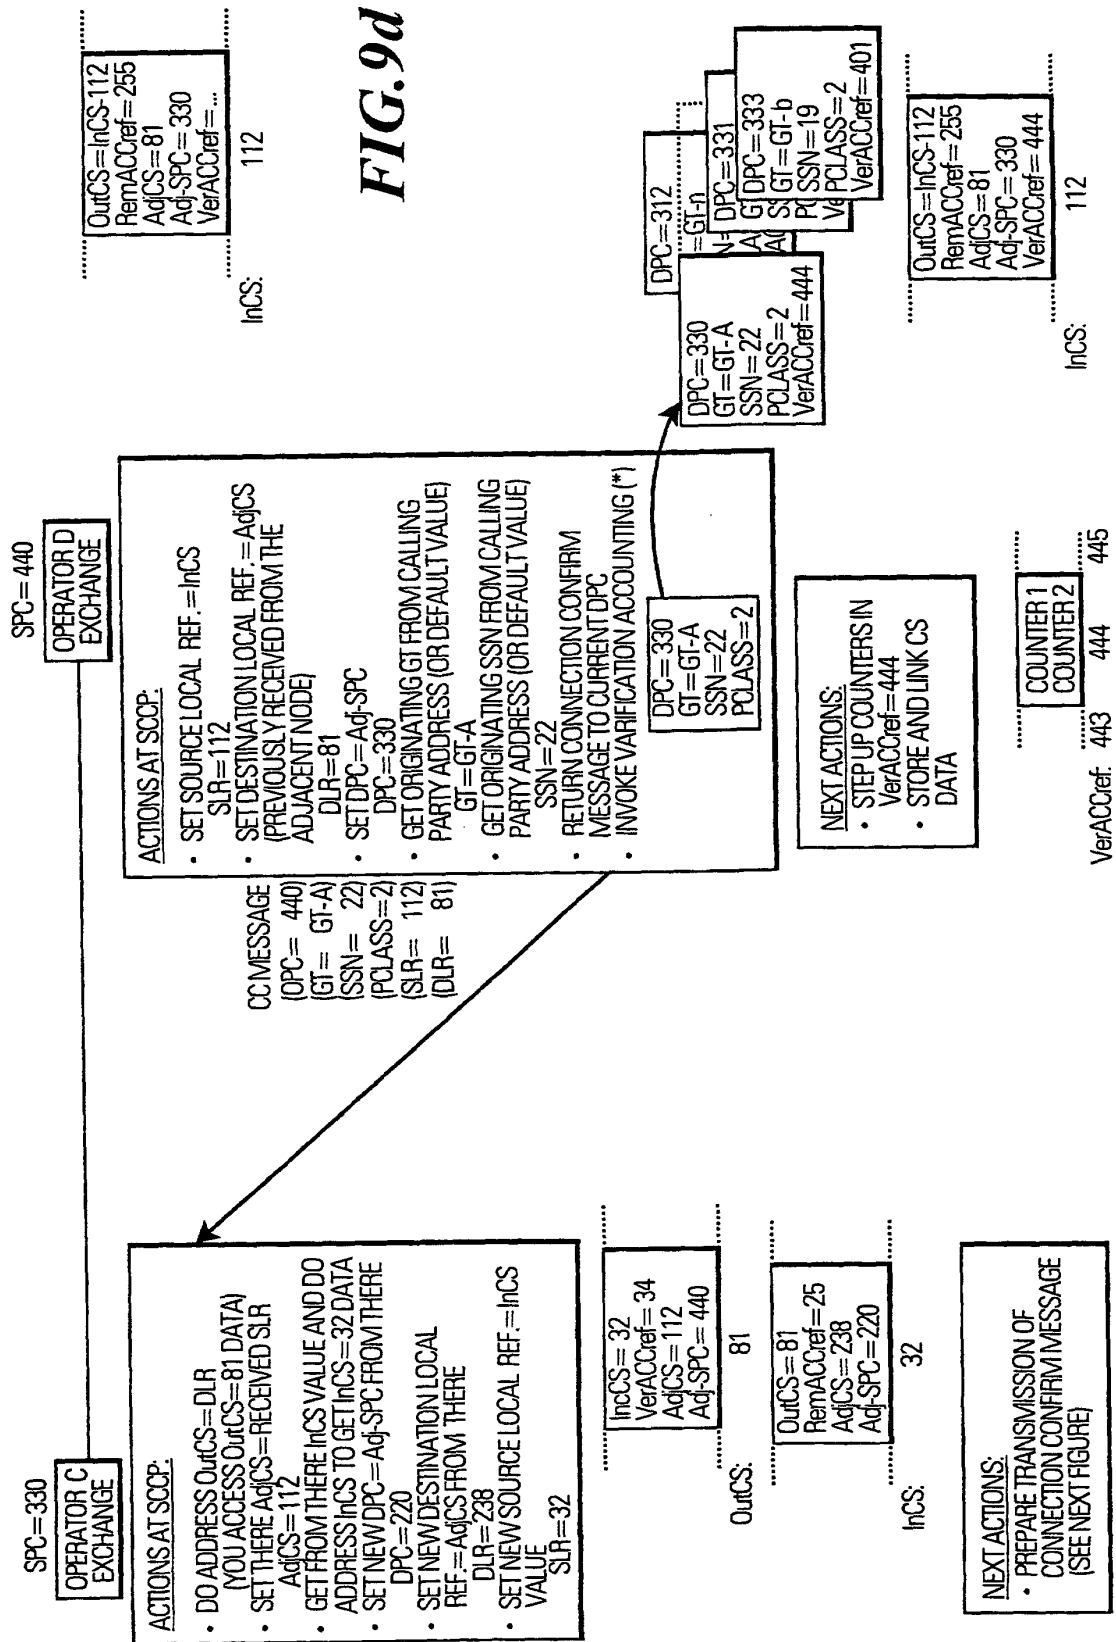 SPC=330
OPERATOR C
EXCHANGE
ACTIONS AT SCCP:
• DO ADDRESS OutCS=DLR
(YOU ACCESS OutCS=81 DATA)
• SET THERE AdjCS=RECEIVED SLR
AdjCS=112
• GET FROM THERE InCS VALUE AND DO
ADDRESS InCS TO GET InCS=32 DATA
• SET NEW DPC=Adj-SPC FROM THERE
DPC=220
• SET NEW DESTINATION LOCAL
REF.=AdjCS FROM THERE
DLR=238
• SET NEW SOURCE LOCAL REF.=InCS
VALUE
SLR=32
IncCS=32
VerACCref=34
AdjCS=112
Adj-SPC=440
OutCS:
81
OutCS=81
RemACCref=25
AdjCS=238
Adj-SPC=220
InCS:
32
NEXT ACTIONS:
• PREPARE TRANSMISSION OF
CONNECTION CONFIRM MESSAGE
(SEE NEXT FIGURE)
CC MESSAGE
(OPC= 440)
(GT= GT-A)
(SSN= 22)
(PCLASS=2)
(SLR= 112)
(DLR= 81)
SPC=440
OPERATOR D
EXCHANGE
ACTIONS AT SCCP:
• SET SOURCE LOCAL REF.=InCS
SLR=112
• SET DESTINATION LOCAL REF.=AdjCS
(PREVIOUSLY RECEIVED FROM THE
ADJACENT NODE)
DLR=81
• SET DPC=Adj-SPC
DPC=330
• GET ORIGINATING GT FROM CALLING
PARTY ADDRESS (OR DEFAULT VALUE)
GT=GT-A
• GET ORIGINATING SSN FROM CALLING
PARTY ADDRESS (OR DEFAULT VALUE)
SSN=22
• RETURN CONNECTION CONFIRM
MESSAGE TO CURRENT DPC
• INVOKE VARIFICATION ACCOUNTING (*)
DPC=330
GT=GT-A
SSN=22
PCLASS=2
NEXT ACTIONS:
• STEP UP COUNTERS IN
VerACCref=444
• STORE AND LINK CS
DATA
COUNTER 1
COUNTER 2
VerACCref: 443 444 445
OutCS=InCS-112
RemACCref=255
AdjCS=81
Adj-SPC=330
VerACCref=...
InCS:
112
FIG.9d
DPC=312
=GT-n
DPC=331
DPC=333
GT=GT-b
SSN=19
PCLASS=2
VerACCref=401
DPC=330
GT=GT-A
SSN=22
PCLASS=2
VerACCref=444
OutCS=InCS-112
RemACCref=255
AdjCS=81
Adj-SPC=330
VerACCref=444
InCS:
112